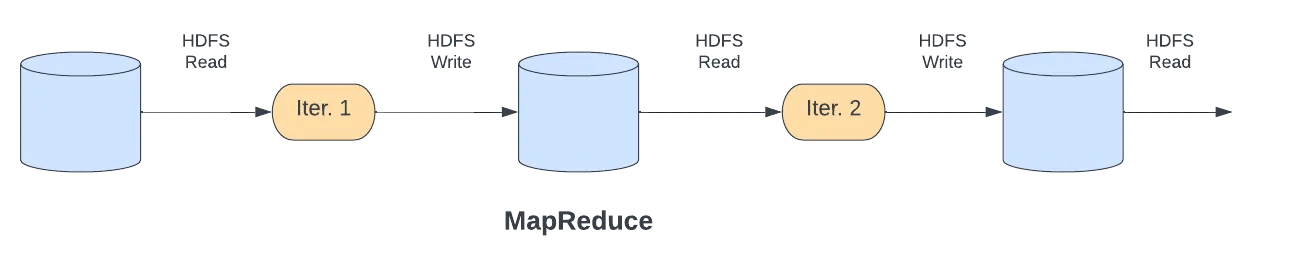 HDFS
Read
HDFS
Write
HDFS
Read
HDFS
Write
HDFS
Read
Iter. 1
Iter. 2
MapReduce